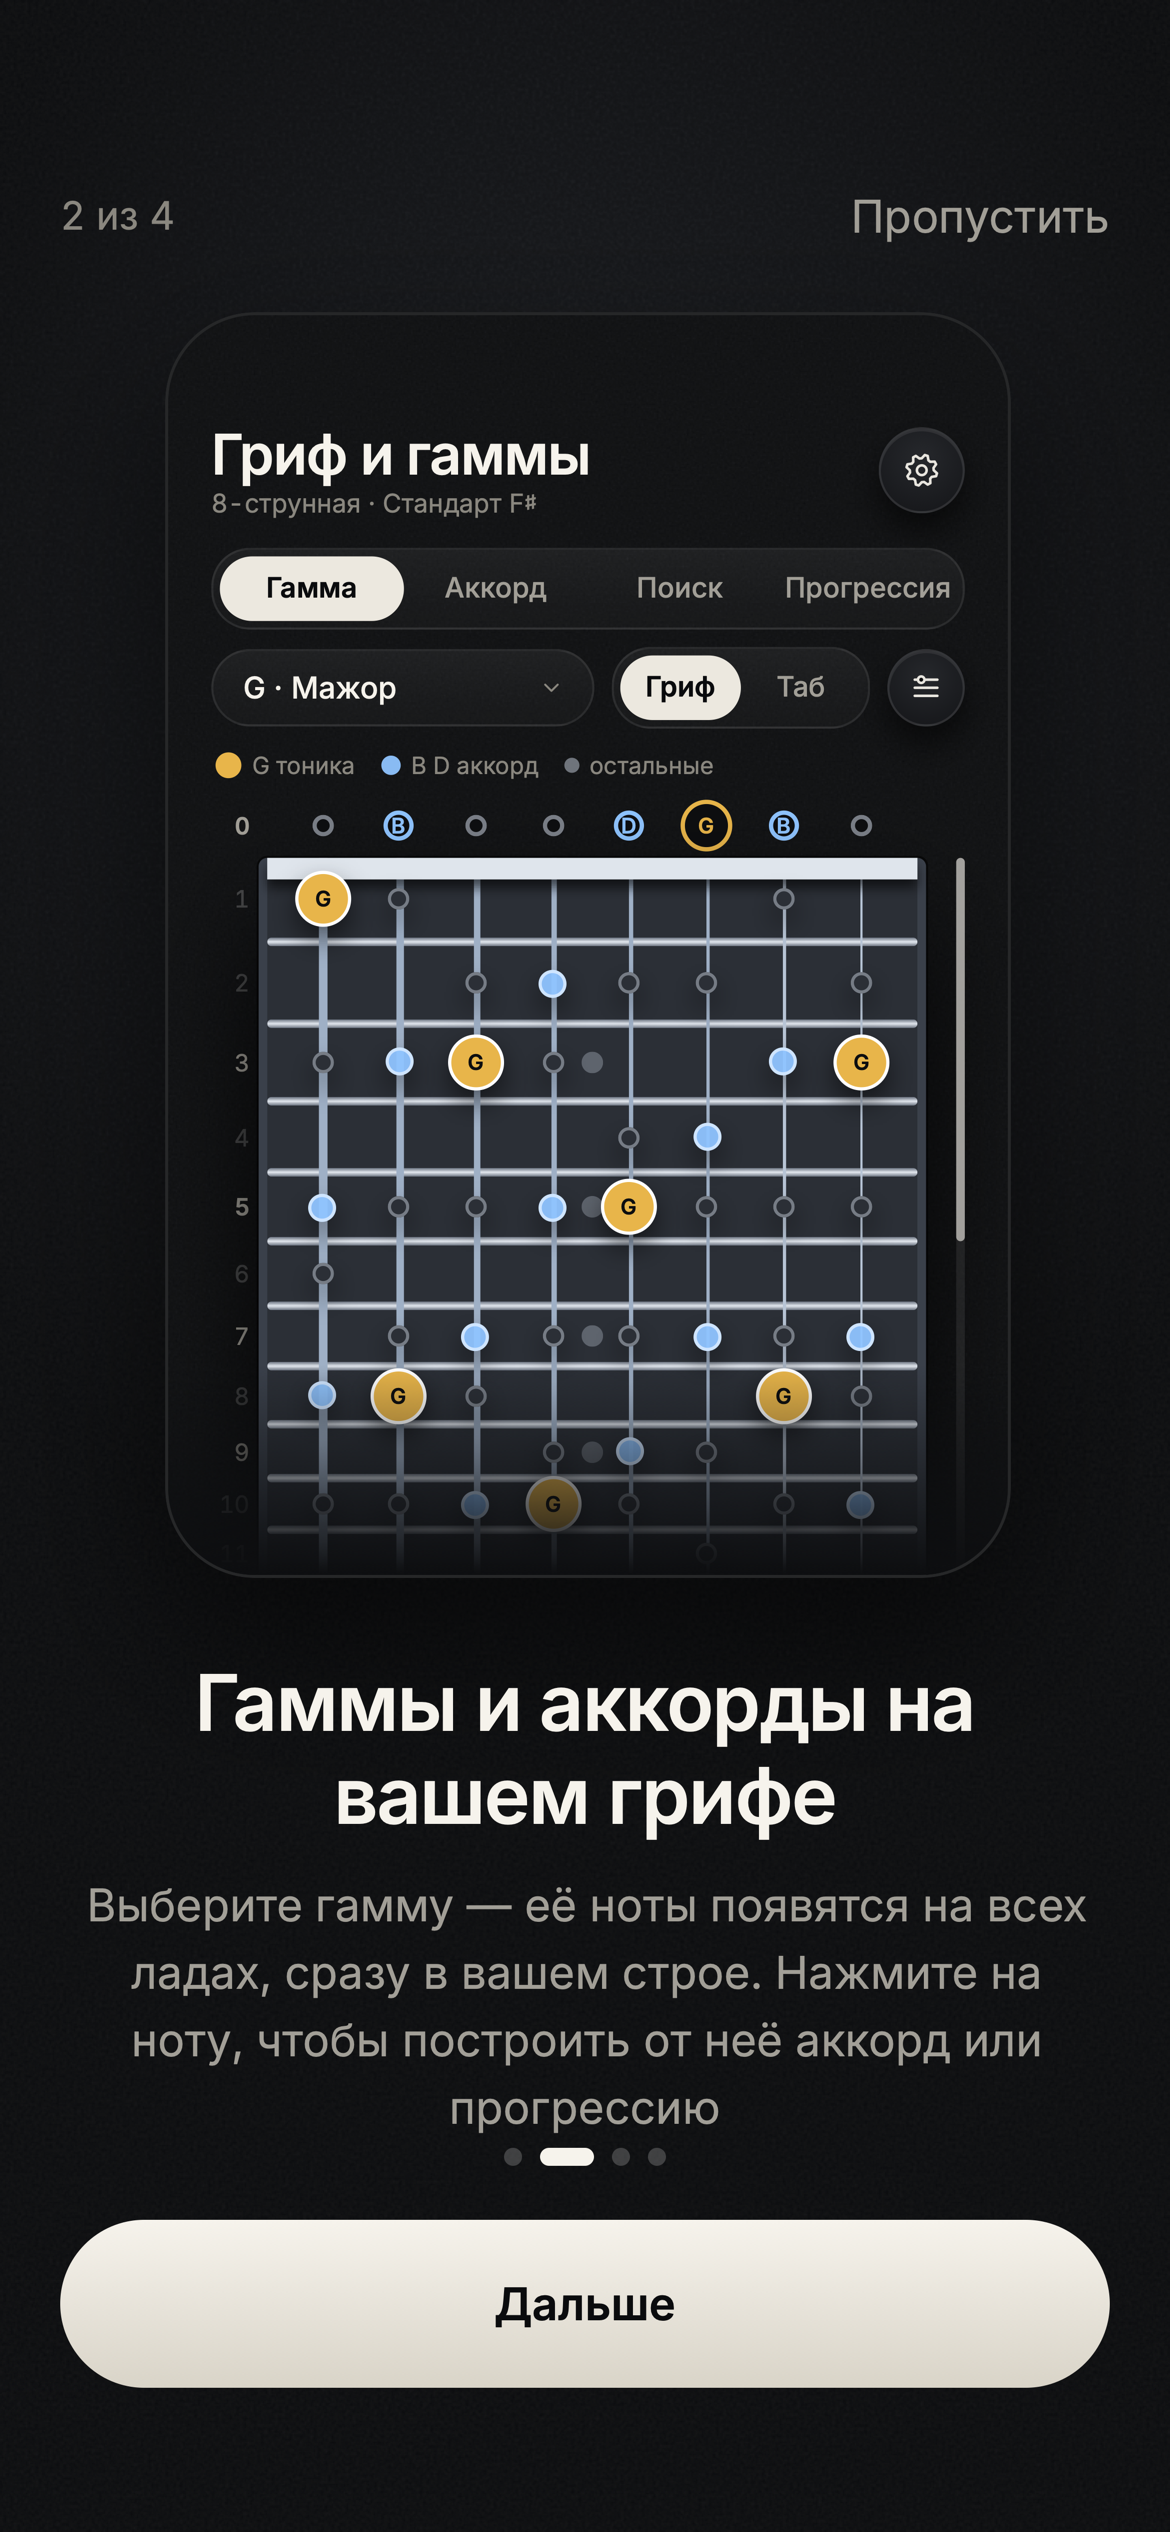 2 из 4
Пропустить
Гриф и гаммы
8-струнная · Стандарт F#
Гамма Аккорд Поиск Прогрессия
G · Мажор Гриф Таб
G тоника B D аккорд остальные
0 B D G B
1 G
2
3 G G
4
5 G
6
7
8 G G
9
10 G
11
Гаммы и аккорды на
вашем грифе
Выберите гамму — её ноты появятся на всех
ладах, сразу в вашем строе. Нажмите на
ноту, чтобы построить от неё аккорд или
прогрессию
Дальше